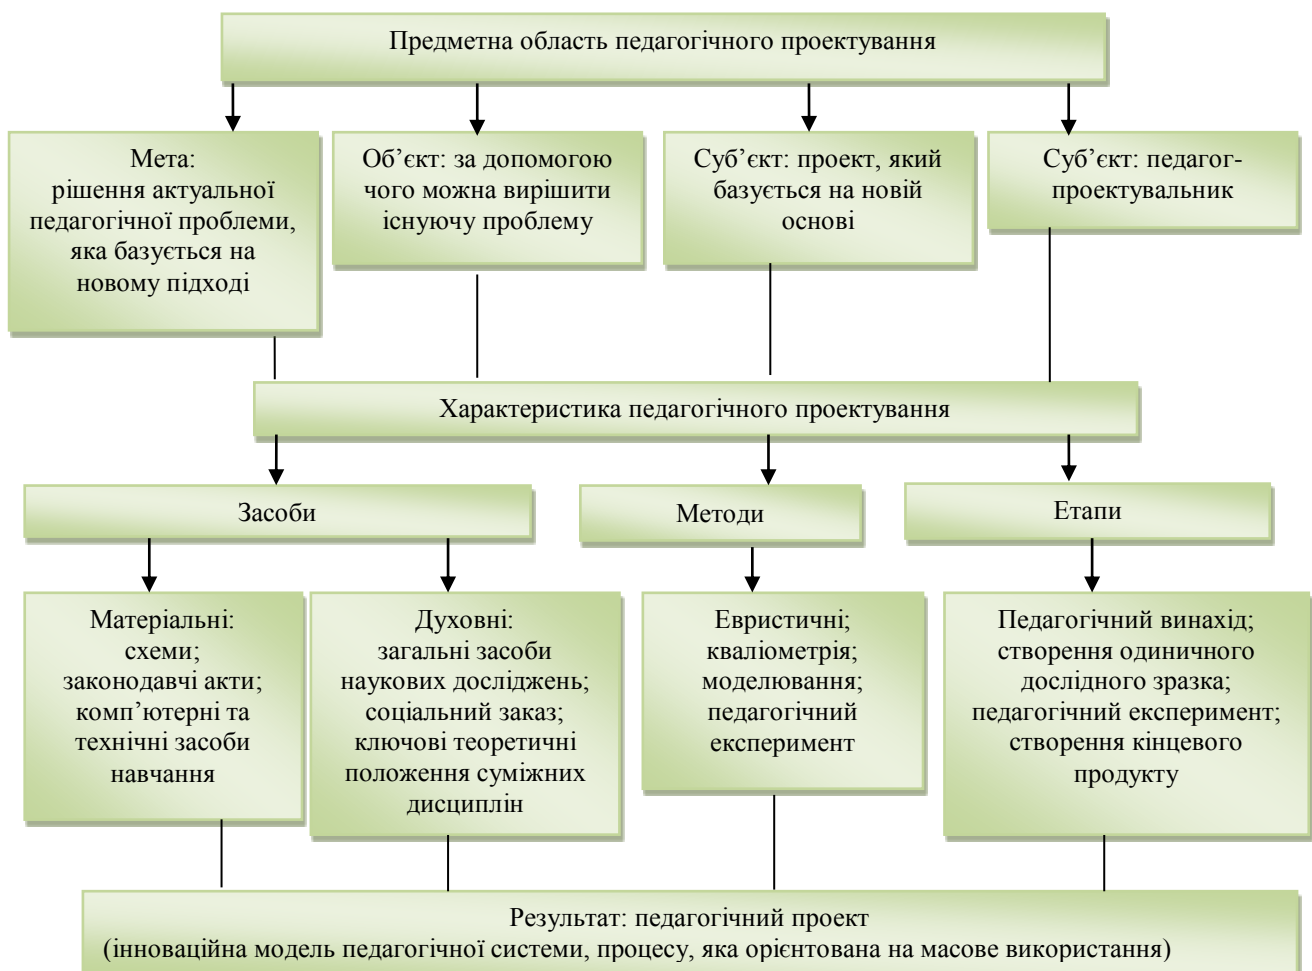 Предметна область педагогічного проектування
Мета:
рішення актуальної
педагогічної проблеми,
яка базується на
новому підході
Об’єкт: за допомогою
чого можна вирішити
існуючу проблему
Суб’єкт: проект, який
базується на новій
основі
Суб’єкт: педагог-
проектувальник
Характеристика педагогічного проектування
Засоби
Методи
Етапи
Матеріальні:
схеми;
законодавчі акти;
комп’ютерні та
технічні засоби
навчання
Духовні:
загальні засоби
наукових досліджень;
соціальний заказ;
ключові теоретичні
положення суміжних
дисциплін
Евристичні;
кваліометрія;
моделювання;
педагогічний
експеримент
Педагогічний винахід;
створення одиничного
дослідного зразка;
педагогічний експеримент;
створення кінцевого
продукту
Результат: педагогічний проект
(інноваційна модель педагогічної системи, процесу, яка орієнтована на масове використання)